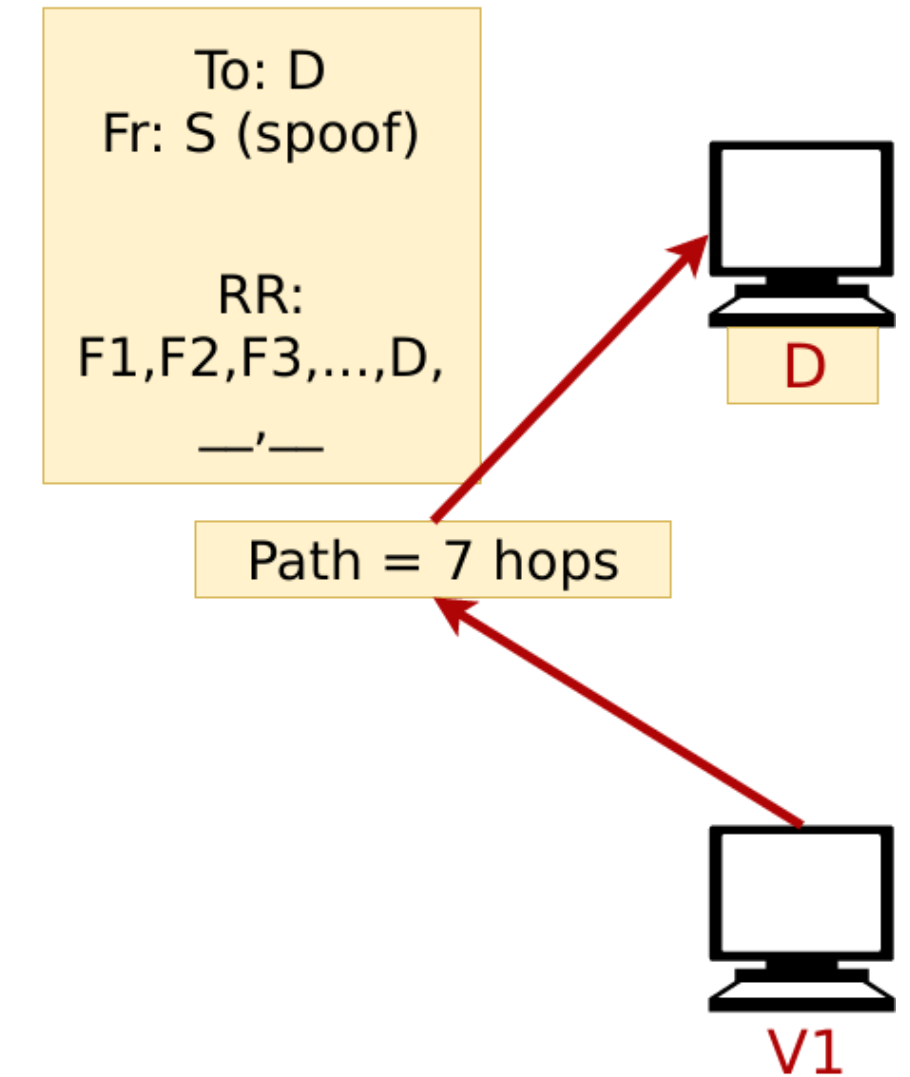 To: D
Fr: S (spoof)
RR:
F1,F2,F3,...,D,
__,__
D
Path = 7 hops
V1